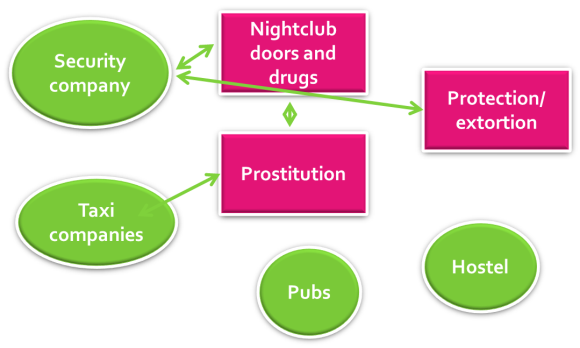 Security
company
Nightclub
doors and
drugs
Protection/
extortion
Prostitution
Taxi
companies
Hostel
Pubs